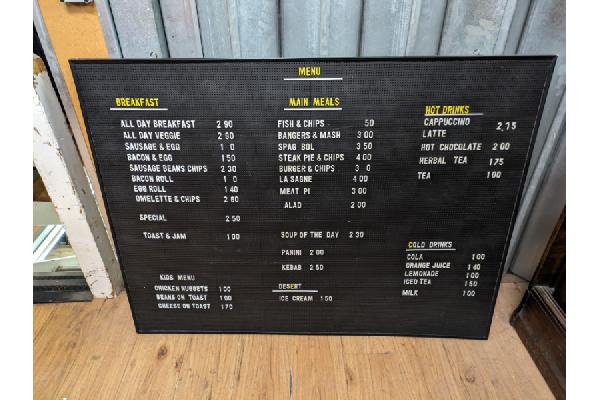 MENU
BREAKFAST
ALL DAY BREAKFAST 2 90
ALL DAY VEGGIE 2 90
SAUSAGE & EGG 1 0
BACON & EGG 1 50
SAUSAGE BEANS CHIPS 2 30
BACON ROLL 1 0
EGG ROLL 1 40
OMELETTE & CHIPS 2 60
SPECIAL 2 50
TOAST & JAM 1 00
KIDS MENU
CHICKEN NUGGETS 1 00
BEANS ON TOAST 1 00
CHEESE ON TOAST 1 70
MAIN MEALS
FISH & CHIPS 50
BANGERS & MASH 3 00
SPAG BOL 3 50
STEAK PIE & CHIPS 4 00
BURGER & CHIPS 3 0
LA SAGNE 4 00
MEAT PI 3 00
ALAD 2 00
SOUP OF THE DAY 2 30
PANINI 2 00
KEBAB 2 50
DESERT
ICE CREAM 1 50
HOT DRINKS
CAPPUCCINO
LATTE 2,75
HOT CHOCOLATE 2 00
HERBAL TEA 1 75
TEA 1 00
COLD DRINKS
COLA 1 00
ORANGE JUICE 1 40
LEMONADE 1 00
ICED TEA 1 50
MILK 1 00